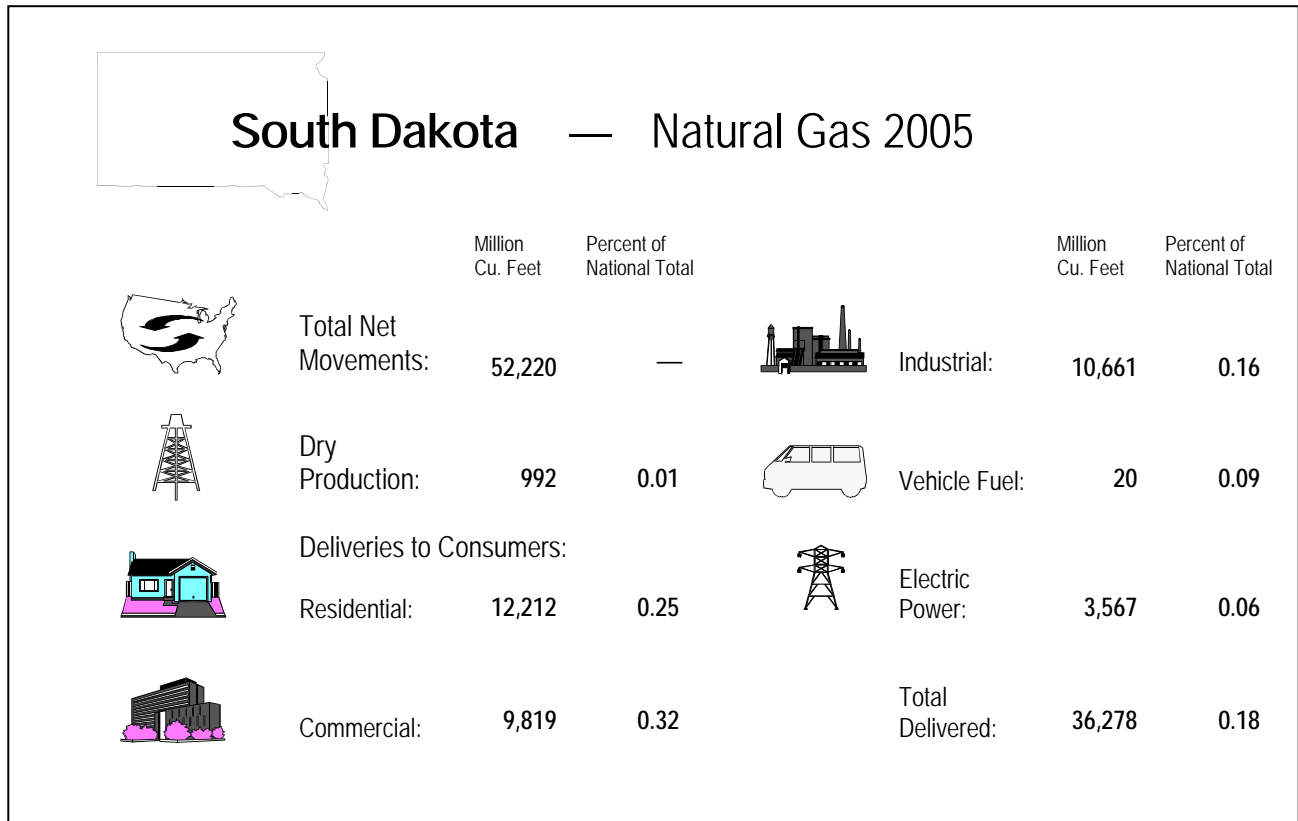 South Dakota — Natural Gas 2005
Million Cu. Feet
Percent of National Total
Million Cu. Feet
Percent of National Total
Total Net Movements: 52,220 —
Industrial: 10,661 0.16
Dry Production: 992 0.01
Vehicle Fuel: 20 0.09
Deliveries to Consumers:
Residential: 12,212 0.25
Electric Power: 3,567 0.06
Commercial: 9,819 0.32
Total Delivered: 36,278 0.18